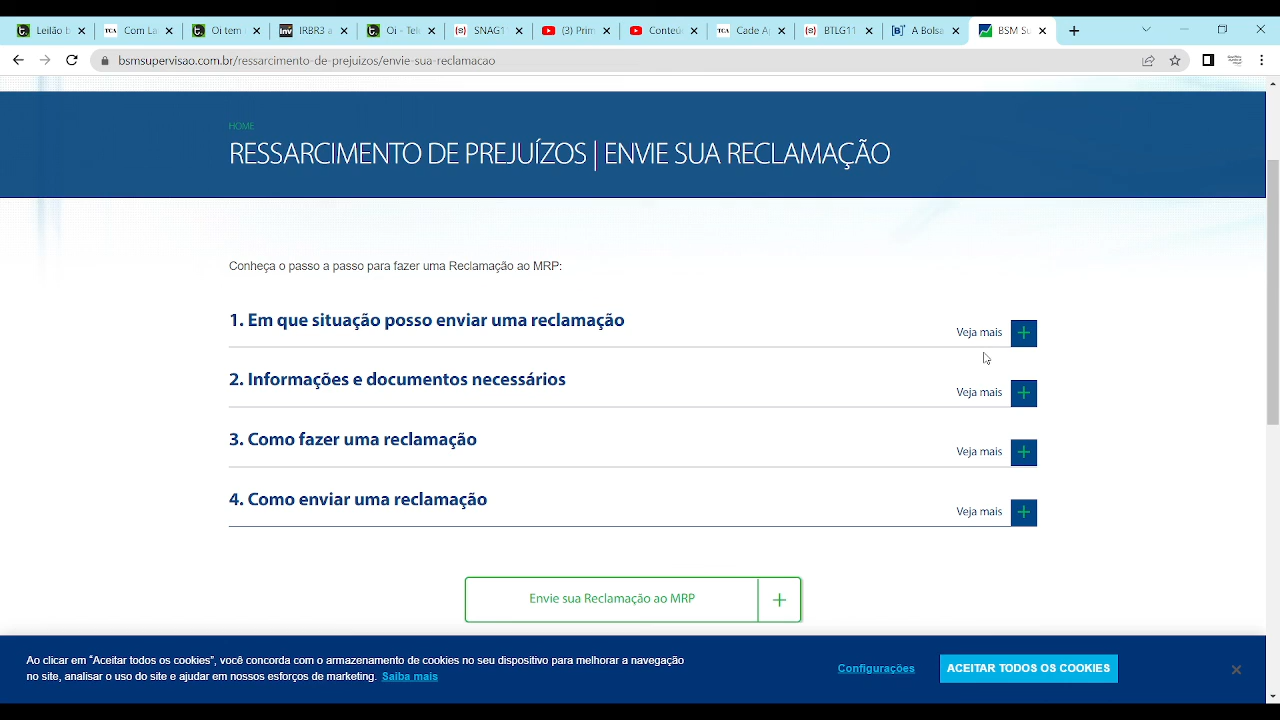 Leilão b
Com La
Oi tem
IRBR3 a
Oi - Tel
SNAG1
(3) Prim
Conteú
Cade Ap
BTLG11
A Bolsa
BSM Su
bsmsupervisao.com.br/ressarcimento-de-prejuizos/envie-sua-reclamacao
HOME
RESSARCIMENTO DE PREJUÍZOS | ENVIE SUA RECLAMAÇÃO
Conheça o passo a passo para fazer uma Reclamação ao MRP:
1. Em que situação posso enviar uma reclamação
Veja mais +
2. Informações e documentos necessários
Veja mais +
3. Como fazer uma reclamação
Veja mais +
4. Como enviar uma reclamação
Veja mais +
Envie sua Reclamação ao MRP +
Ao clicar em “Aceitar todos os cookies”, você concorda com o armazenamento de cookies no seu dispositivo para melhorar a navegação
no site, analisar o uso do site e ajudar em nossos esforços de marketing. Saiba mais
Configurações
ACEITAR TODOS OS COOKIES